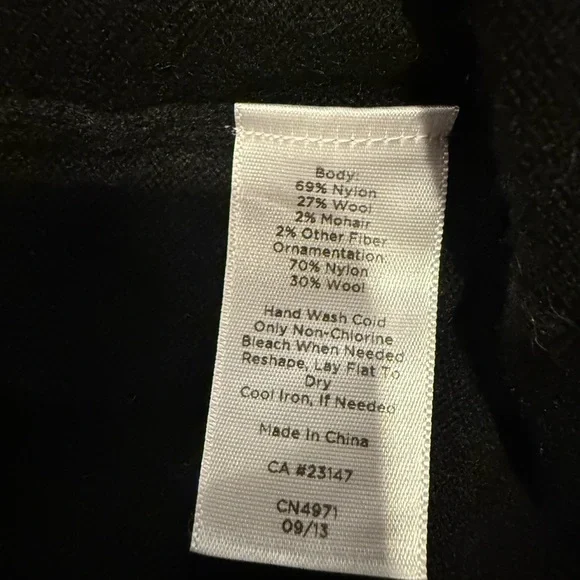 Body:
69% Nylon
27% Wool
2% Mohair
2% Other Fiber
Ornamentation:
70% Nylon
30% Wool
Hand Wash Cold
Only Non-Chlorine
Bleach When Needed
Reshape, Lay Flat To
Dry
Cool Iron, If Needed
Made In China
CA #23147
CN4971
09/13